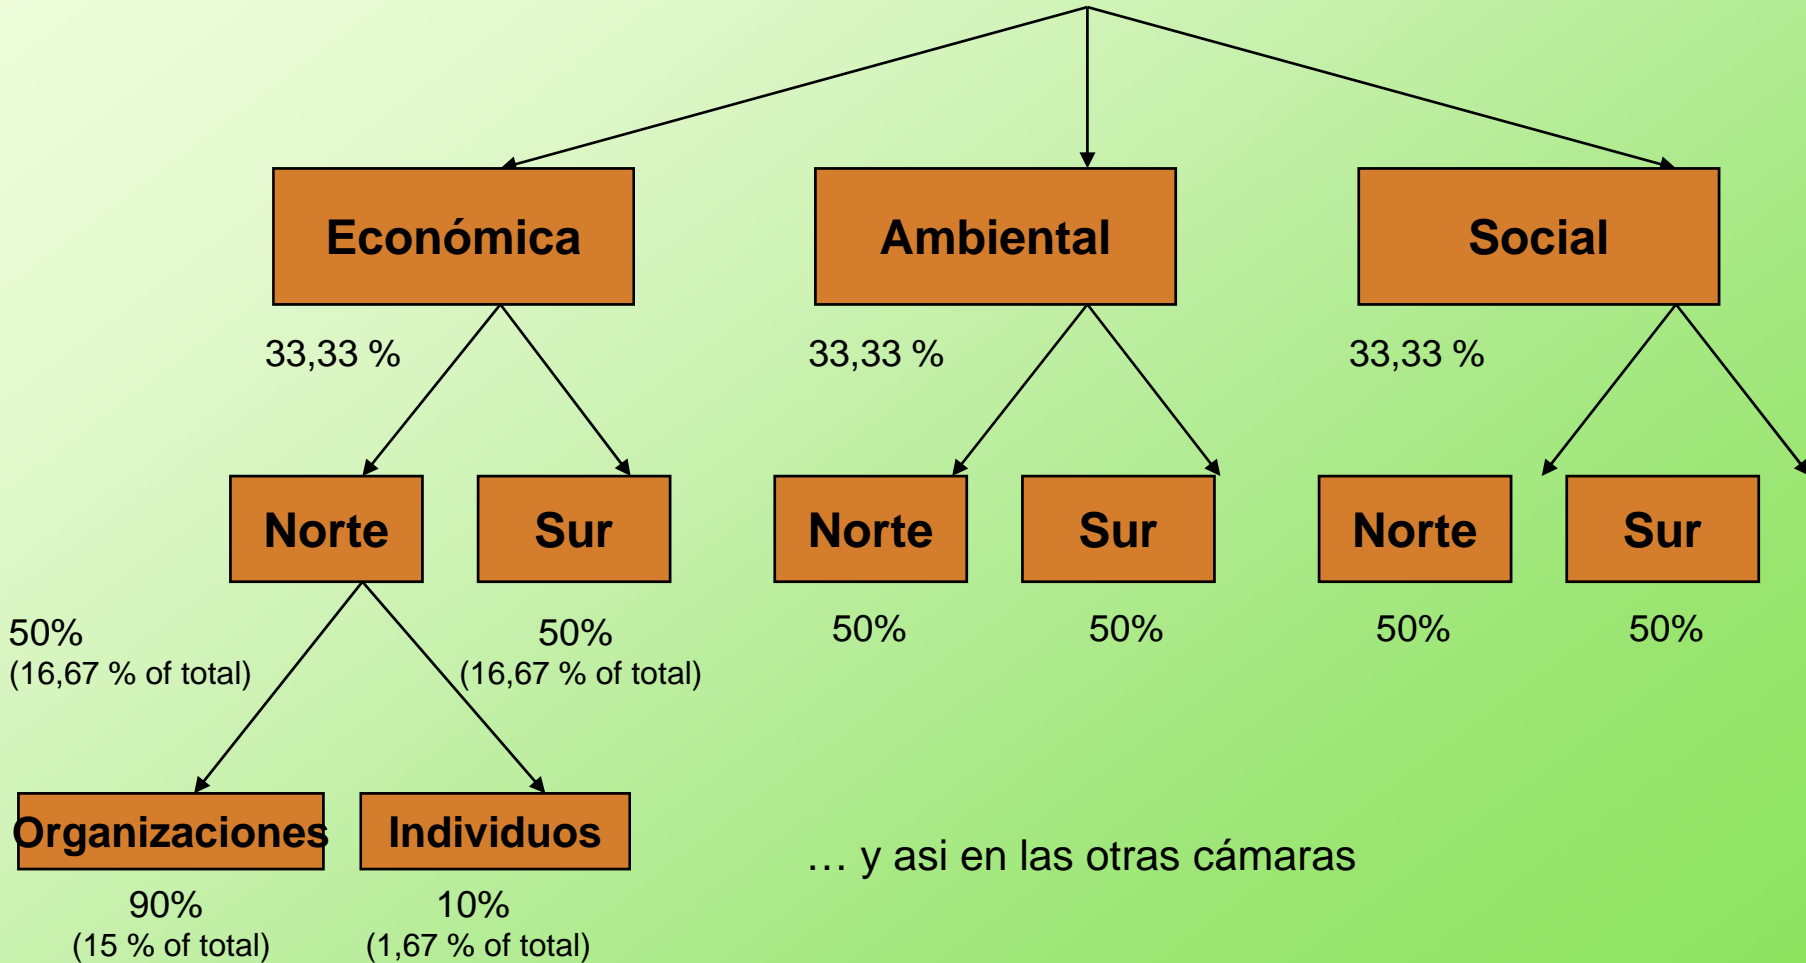 Económica
Ambiental
Social
33,33 %
33,33 %
33,33 %
Norte
Sur
Norte
Sur
Norte
Sur
50%
(16,67 % of total)
50%
(16,67 % of total)
50%
50%
50%
50%
Organizaciones
Individuos
90%
(15 % of total)
10%
(1,67 % of total)
… y asi en las otras cámaras